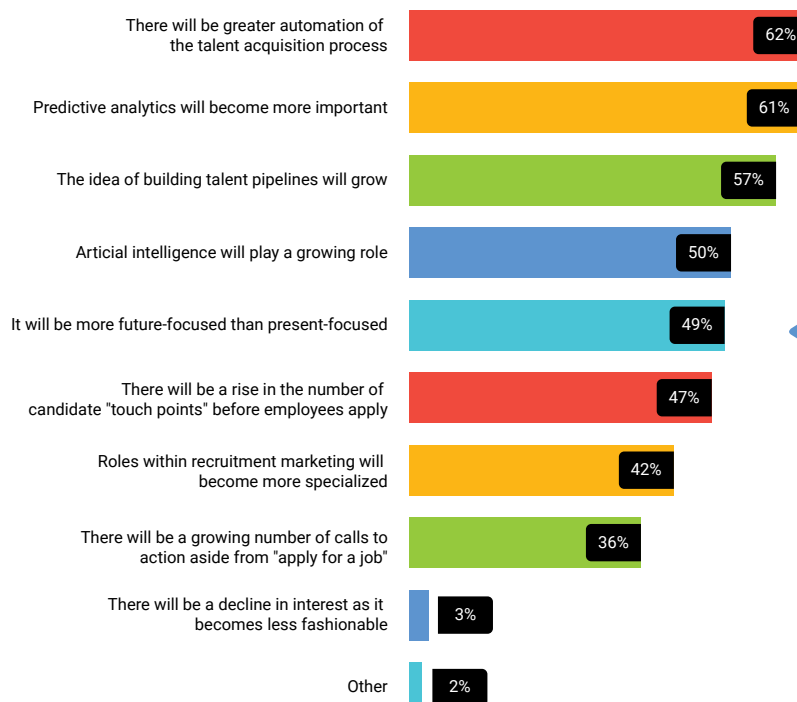 There will be greater automation of
the talent acquisition process
62%
Predictive analytics will become more important
61%
The idea of building talent pipelines will grow
57%
Articial intelligence will play a growing role
50%
It will be more future-focused than present-focused
49%
There will be a rise in the number of
candidate "touch points" before employees apply
47%
Roles within recruitment marketing will
become more specialized
42%
There will be a growing number of calls to
action aside from "apply for a job"
36%
There will be a decline in interest as it
becomes less fashionable
3%
Other
2%